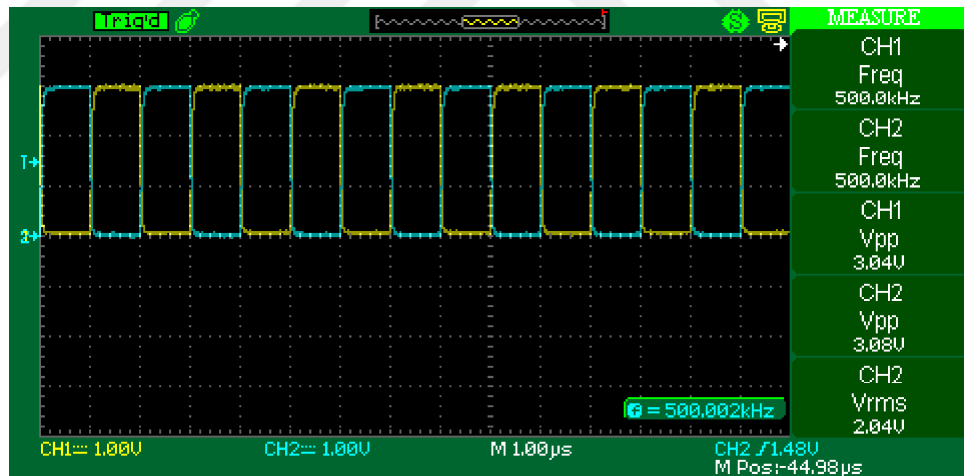 Trig'd
MEASURE
CH1
Freq
500.0kHz
CH2
Freq
500.0kHz
CH1
Vpp
3.04V
CH2
Vpp
3.08V
CH2
Vrms
2.04V
T
f = 500.002kHz
CH1 1.00V CH2 1.00V M 1.00µs CH2 1.48V
M Pos:-44.98µs